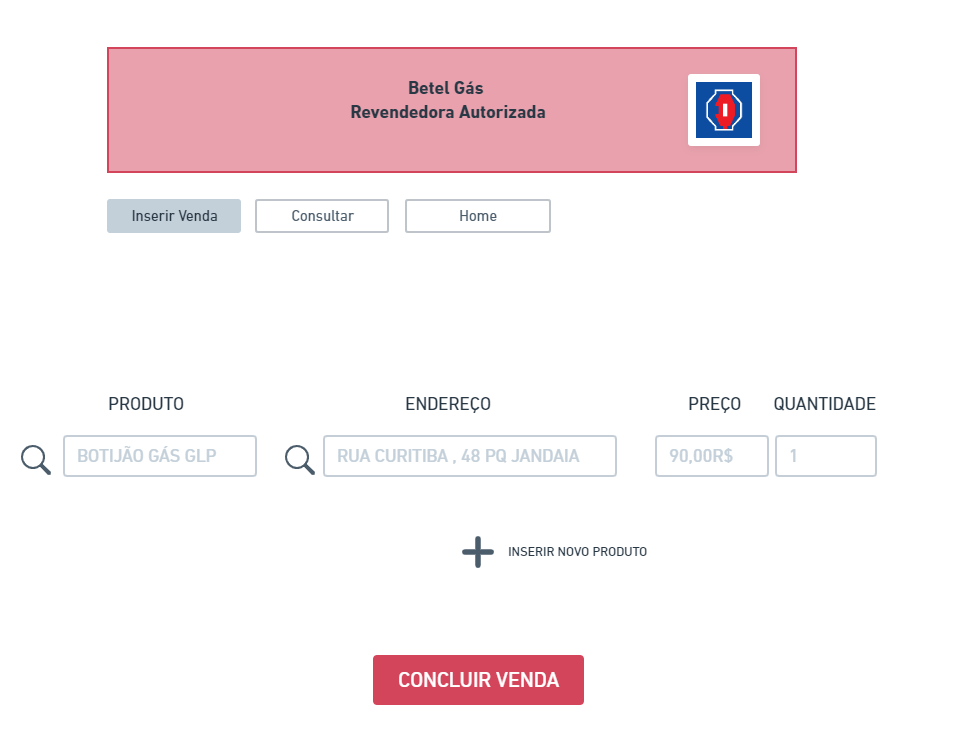 Betel Gás
Revendedora Autorizada
Inserir Venda
Consultar
Home
PRODUTO
ENDEREÇO
PREÇO
QUANTIDADE
BOTIJÃO GÁS GLP
RUA CURITIBA , 48 PQ JANDAIA
90,00R$
1
INSERIR NOVO PRODUTO
CONCLUIR VENDA